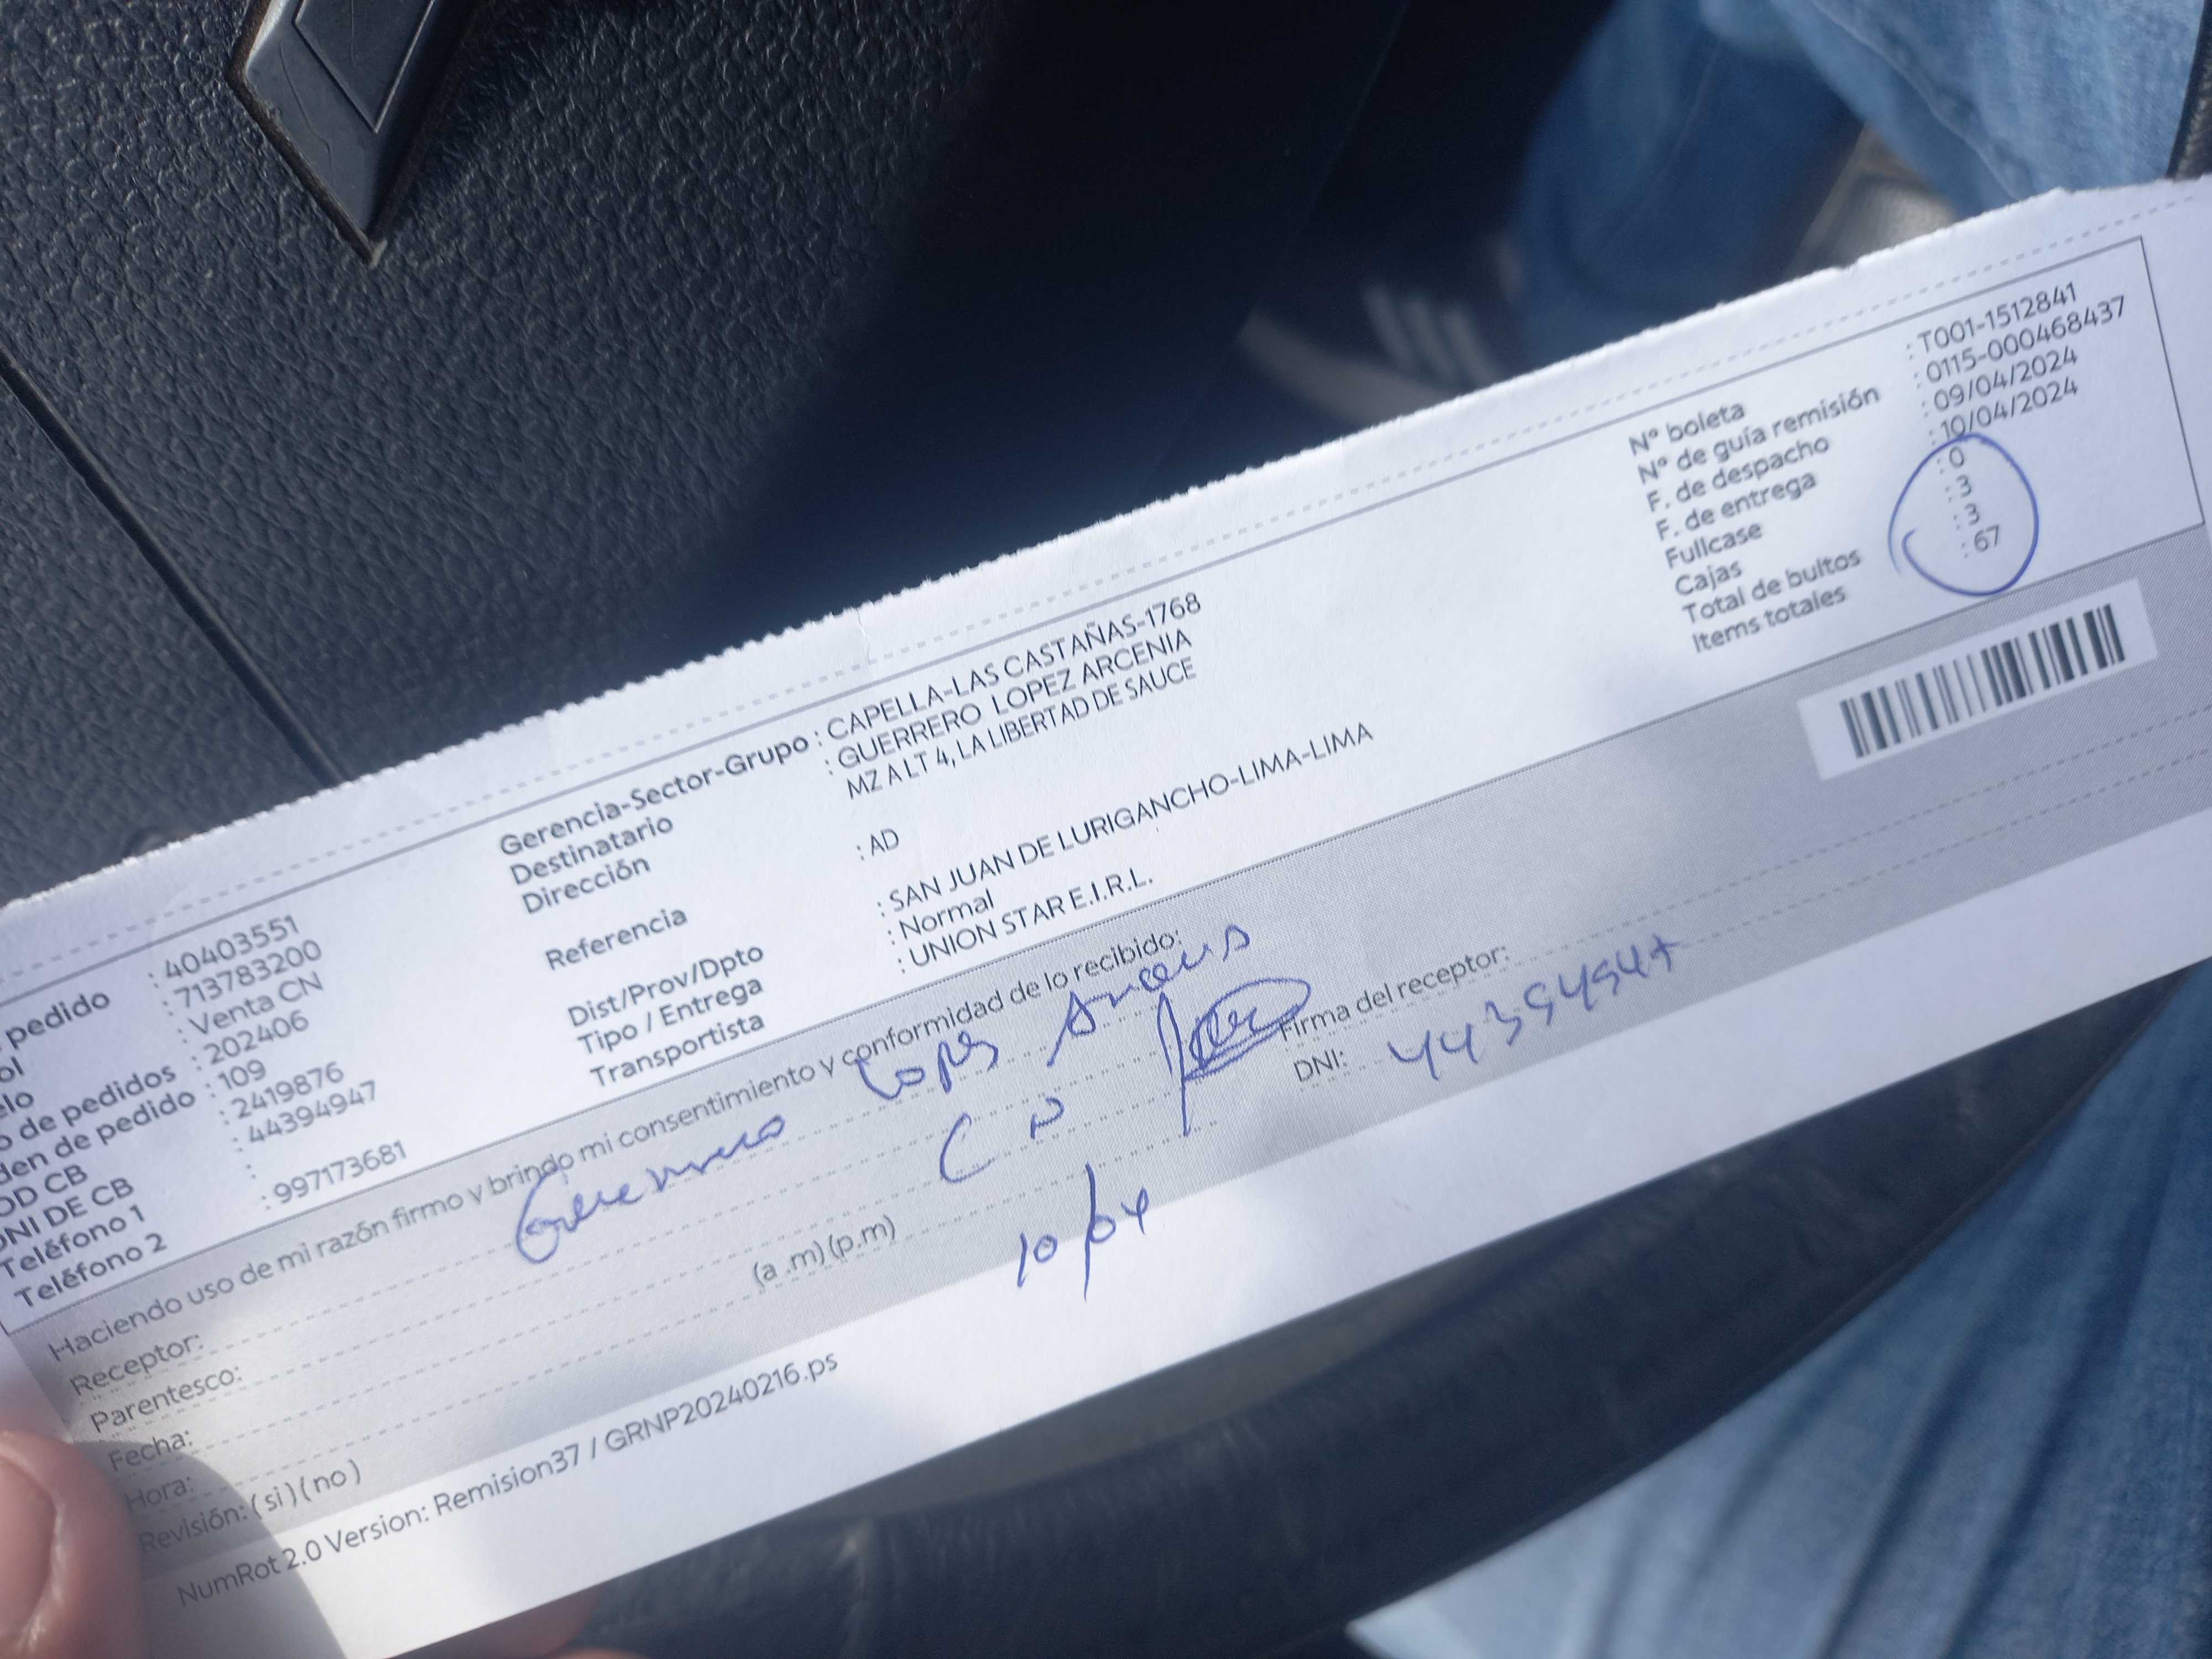 pedido : 40403551
ol : 713783200
elo : Venta CN
o de pedidos : 202406
den de pedido : 109
OD CB : 2419876
DNI DE CB : 44394947
Teléfono 1 :
Teléfono 2 : 997173681
Gerencia-Sector-Grupo : CAPELLA-LAS CASTAÑAS-1768
Destinatario : GUERRERO LOPEZ ARCENIA
Dirección MZ A LT 4, LA LIBERTAD DE SAUCE
Referencia : AD
Dist/Prov/Dpto : SAN JUAN DE LURIGANCHO-LIMA-LIMA
Tipo / Entrega : Normal
Transportista : UNION STAR E.I.R.L.
N° boleta : T001-1512841
N° de guía remisión : 0115-000468437
F. de despacho : 09/04/2024
F. de entrega : 10/04/2024
Fullcase : 0
Cajas : 3
Total de bultos : 3
Items totales : 67
Haciendo uso de mi razón firmo y brindo mi consentimiento y conformidad de lo recibido:
Receptor: Guerrero Lopes
Parentesco:
Fecha: 10/04
Hora: (a .m) (p.m)
Revisión: ( si ) ( no )
Firma del receptor:
DNI: 44394947
NumRot 2.0 Version: Remision37 / GRNP20240216.ps